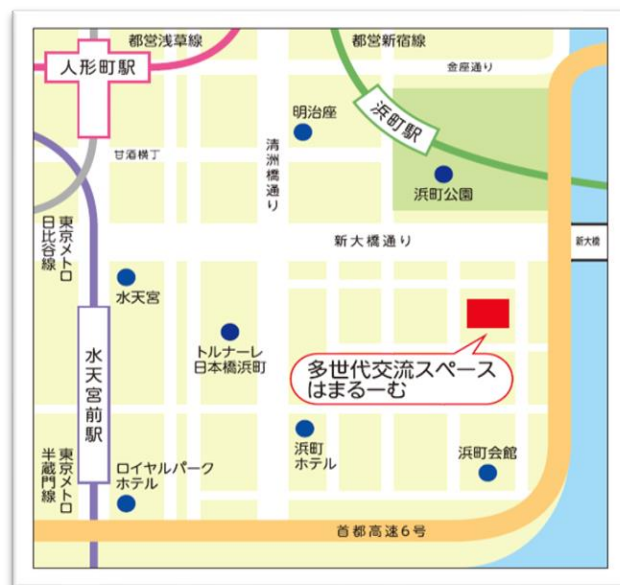 都営浅草線
都営新宿線
人形町駅
金座通り
明治座
浜町駅
甘酒横丁
清洲橋通り
浜町公園
東京メトロ
日比谷線
新大橋通り
新大橋
水天宮
トルナーレ
日本橋浜町
多世代交流スペース
はまるーむ
水天宮前駅
浜町
ホテル
浜町会館
東京メトロ
半蔵門線
ロイヤルパーク
ホテル
首都高速6号